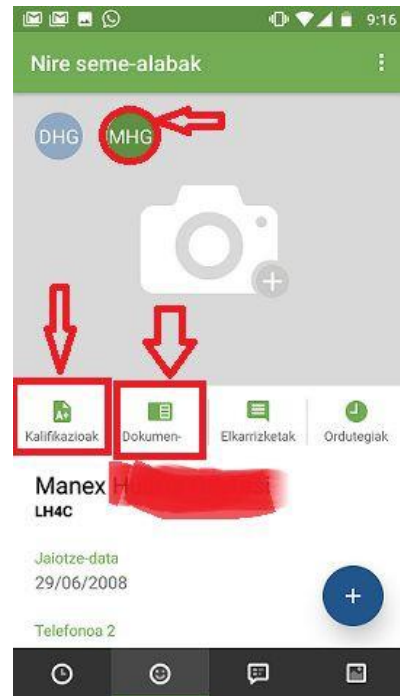 9:16
Nire seme-alabak
DHG MHG
A+
Kalifikazioak Dokumen- Elkarrizketak Ordutegiak
Manex
LH4C
Jaiotze-data
29/06/2008
Telefonoa 2